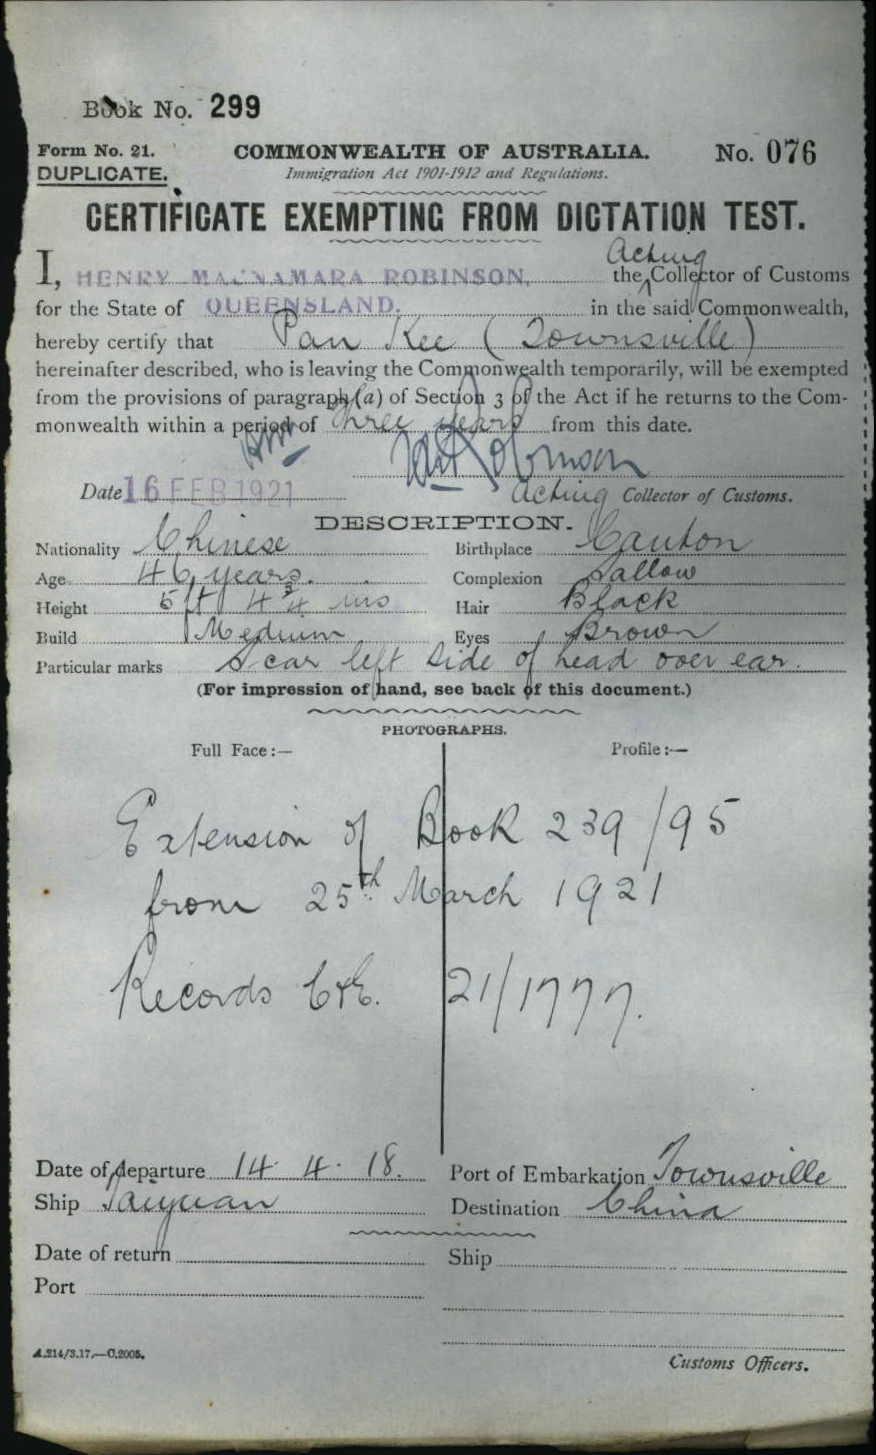 Book No. 299
Form No. 21. COMMONWEALTH OF AUSTRALIA. No. 076
DUPLICATE. Immigration Act 1901-1912 and Regulations.
CERTIFICATE EXEMPTING FROM DICTATION TEST.
Acting
I, HENRY MACNAMARA ROBINSON, the Collector of Customs
for the State of QUEENSLAND. in the said Commonwealth,
hereby certify that Pan Kee (Townsville)
hereinafter described, who is leaving the Commonwealth temporarily, will be exempted
from the provisions of paragraph (a) of Section 3 of the Act if he returns to the Com-
monwealth within a period of three years from this date.
Robinson
Date 16 FEB 1921 Acting Collector of Customs.
DESCRIPTION.
Nationality Chinese Birthplace Canton
Age 46 years. Complexion Sallow
Height 5 ft 4 3/4 ins Hair Black
Build Medium Eyes Brown
Particular marks Scar left side of head over ear.
(For impression of hand, see back of this document.)
PHOTOGRAPHS.
Full Face:— Profile:—
Extension of Book 239/95
from 25th March 1921
Records C&E. 21/1777.
Date of departure 14. 4. 18. Port of Embarkation Townsville
Ship Taiyuan Destination China
Date of return Ship
Port
A.214/3.17.—C.2005.
Customs Officers.